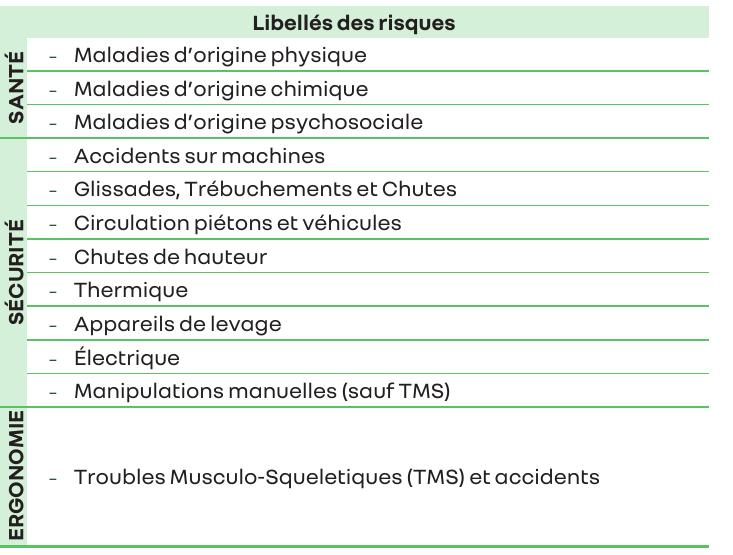 Libellés des risques
SANTÉ
- Maladies d'origine physique
- Maladies d'origine chimique
- Maladies d'origine psychosociale
SÉCURITÉ
- Accidents sur machines
- Glissades, Trébuchements et Chutes
- Circulation piétons et véhicules
- Chutes de hauteur
- Thermique
- Appareils de levage
- Électrique
- Manipulations manuelles (sauf TMS)
ERGONOMIE
- Troubles Musculo-Squeletiques (TMS) et accidents